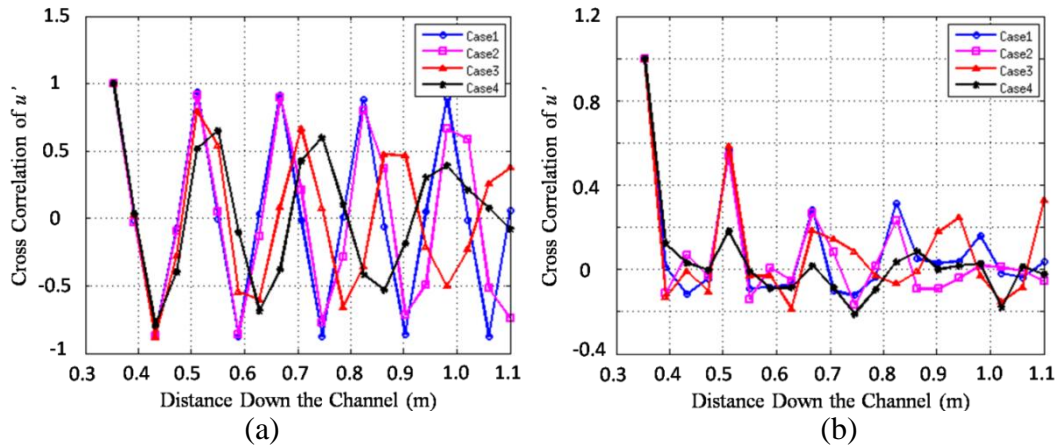 1.5
1
0.5
0
-0.5
-1
Cross Correlation of u'
Case1
Case2
Case3
Case4
0.3 0.4 0.5 0.6 0.7 0.8 0.9 1.0 1.1
Distance Down the Channel (m)
(a)
1.2
0.8
0.4
0
-0.4
Cross Correlation of u'
Case1
Case2
Case3
Case4
0.3 0.4 0.5 0.6 0.7 0.8 0.9 1.0 1.1
Distance Down the Channel (m)
(b)